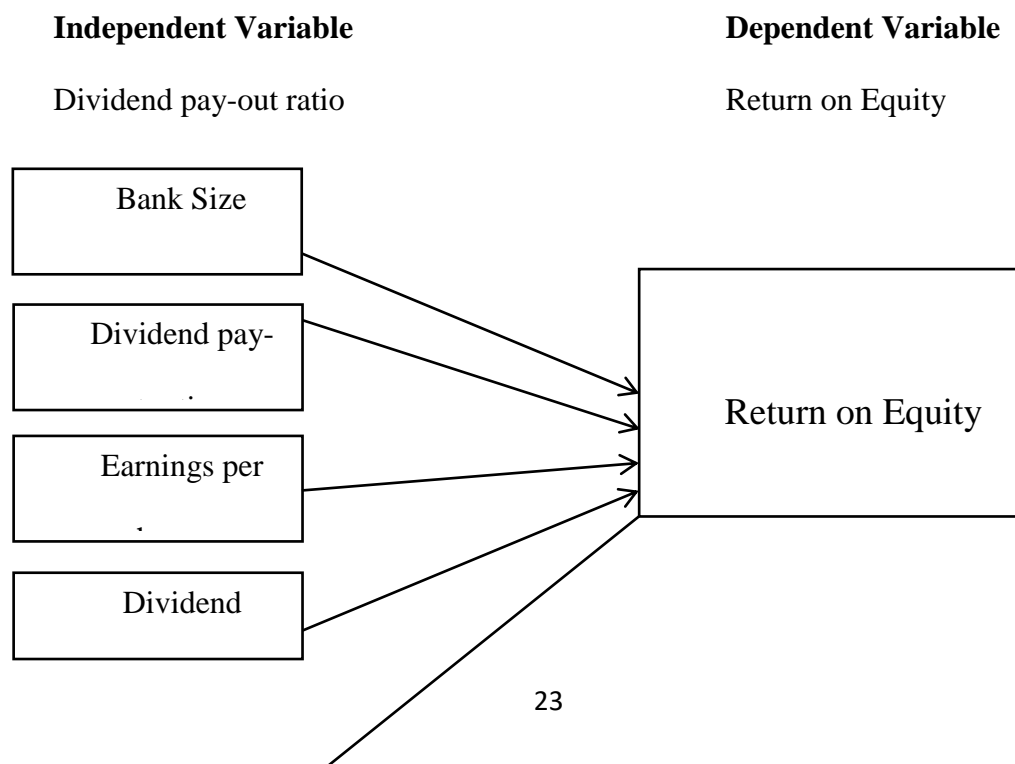 Independent Variable
Dependent Variable
Dividend pay-out ratio
Return on Equity
Bank Size
Dividend pay-
Earnings per
Dividend
Return on Equity
23